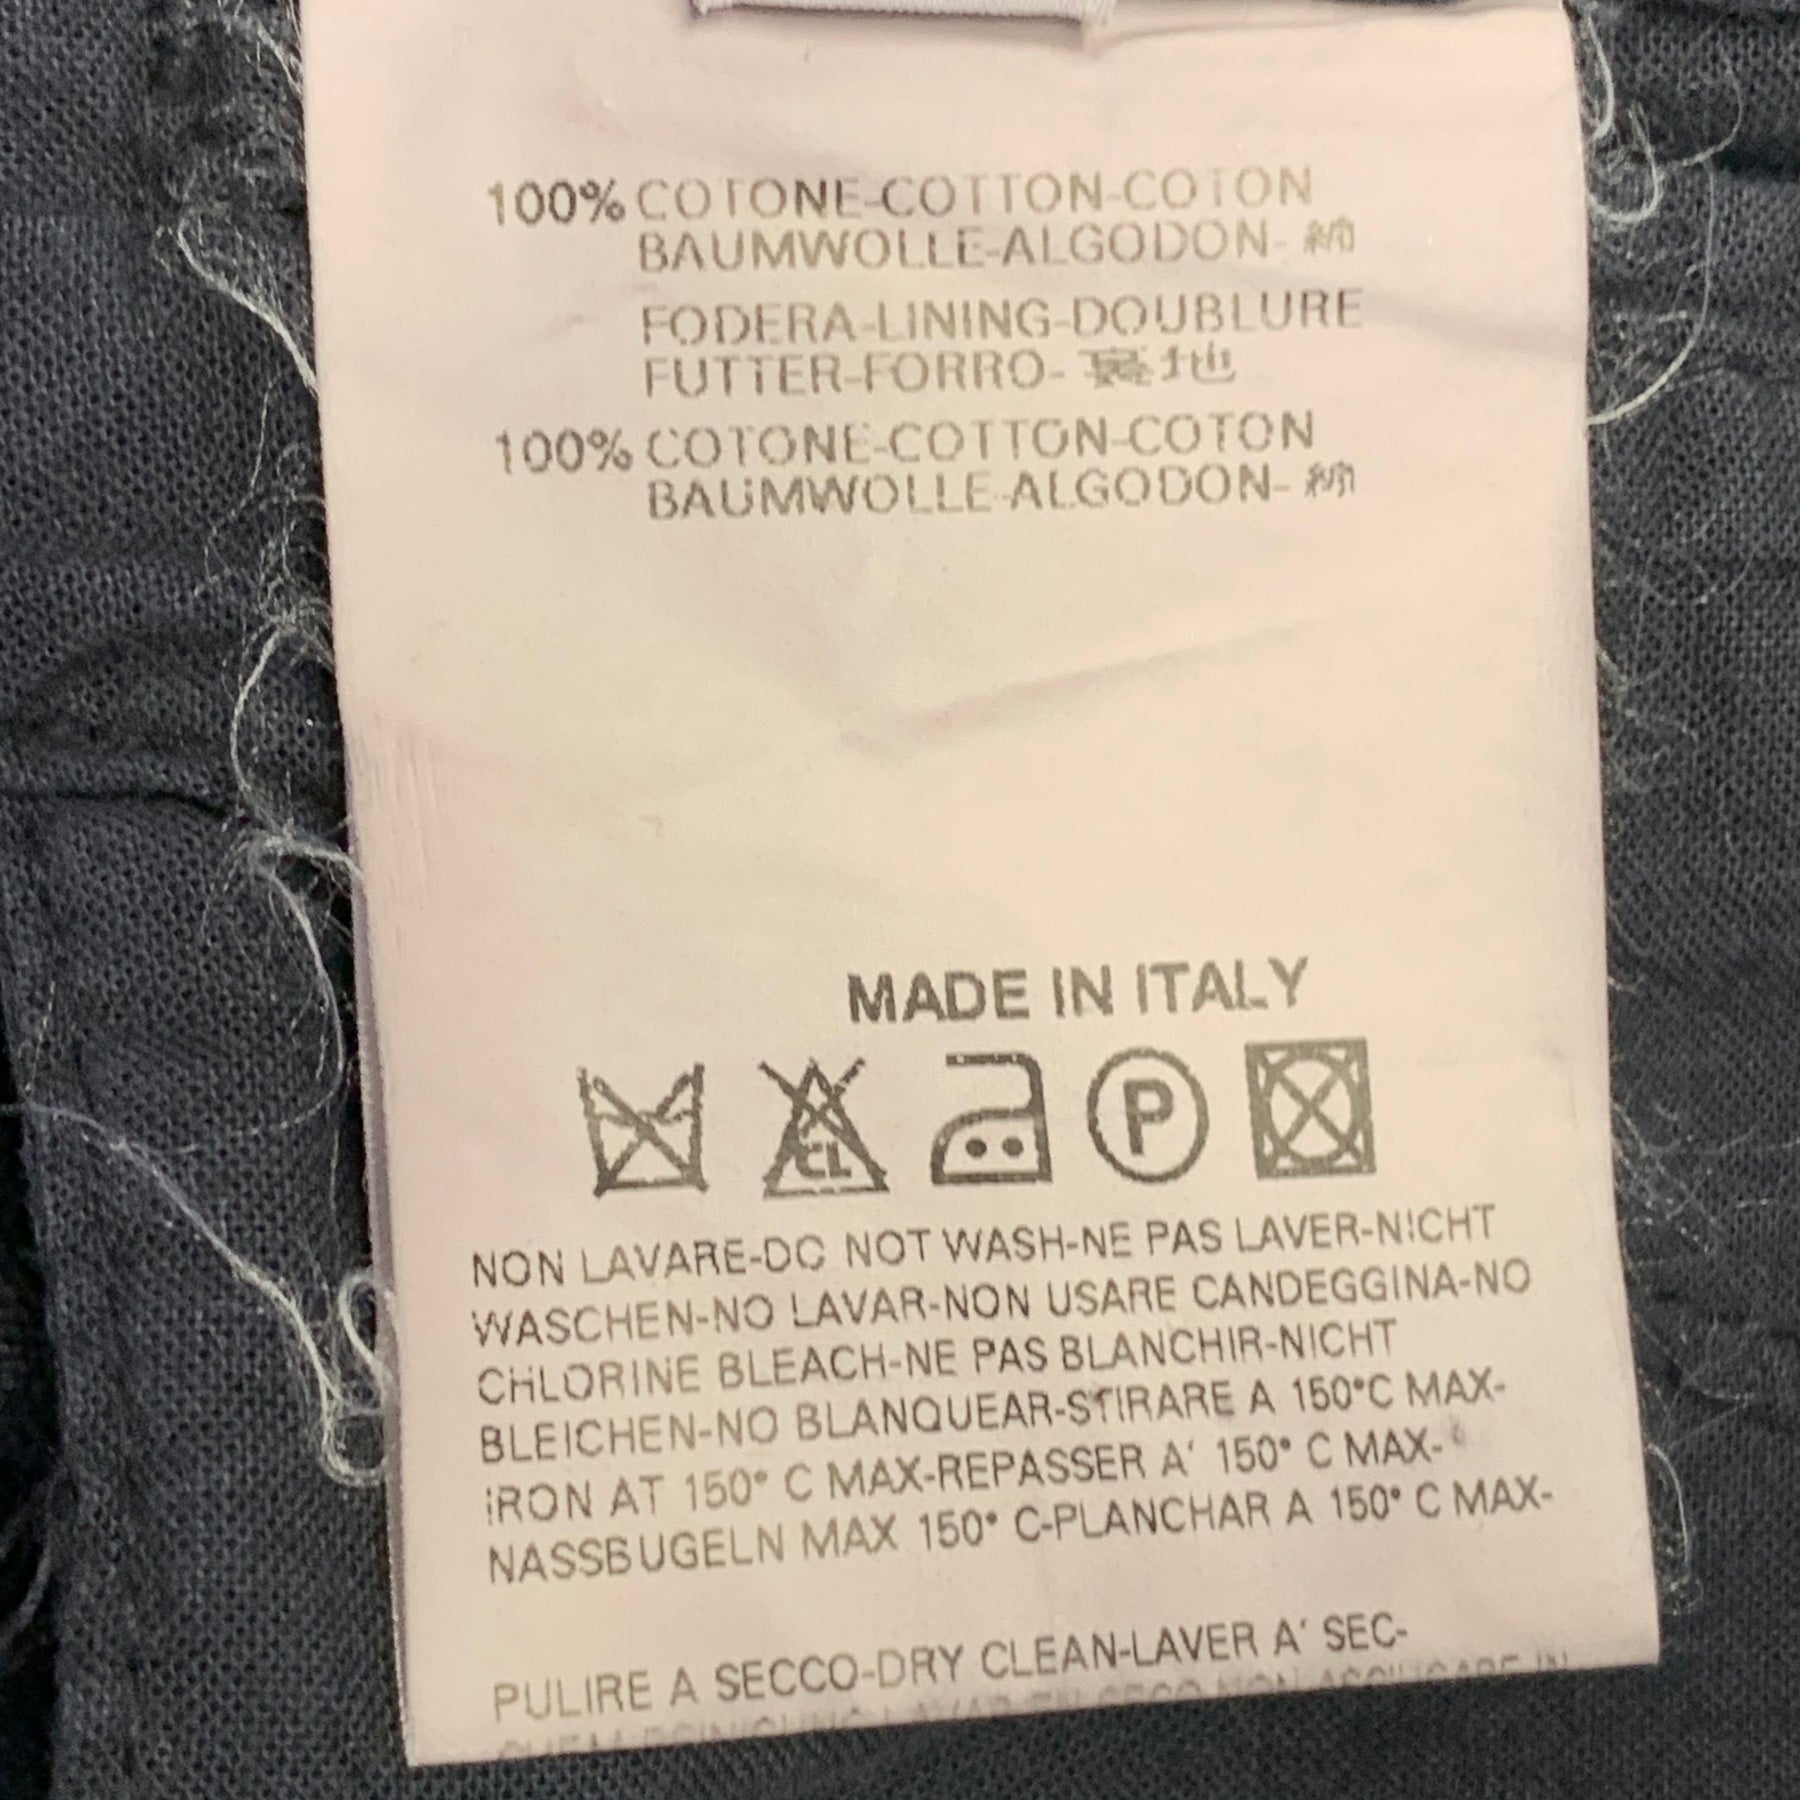 100% COTONE-COTTON-COTON
BAUMWOLLE-ALGODON- 綿
FODERA-LINING-DOUBLURE
FUTTER-FORRO- 裏地
100% COTONE-COTTON-COTON
BAUMWOLLE-ALGODON- 綿
MADE IN ITALY
CL P
NON LAVARE-DO NOT WASH-NE PAS LAVER-NICHT
WASCHEN-NO LAVAR-NON USARE CANDEGGINA-NO
CHLORINE BLEACH-NE PAS BLANCHIR-NICHT
BLEICHEN-NO BLANQUEAR-STIRARE A 150°C MAX-
IRON AT 150° C MAX-REPASSER A' 150° C MAX-
NASSBUGELN MAX 150° C-PLANCHAR A 150° C MAX-
PULIRE A SECCO-DRY CLEAN-LAVER A' SEC-